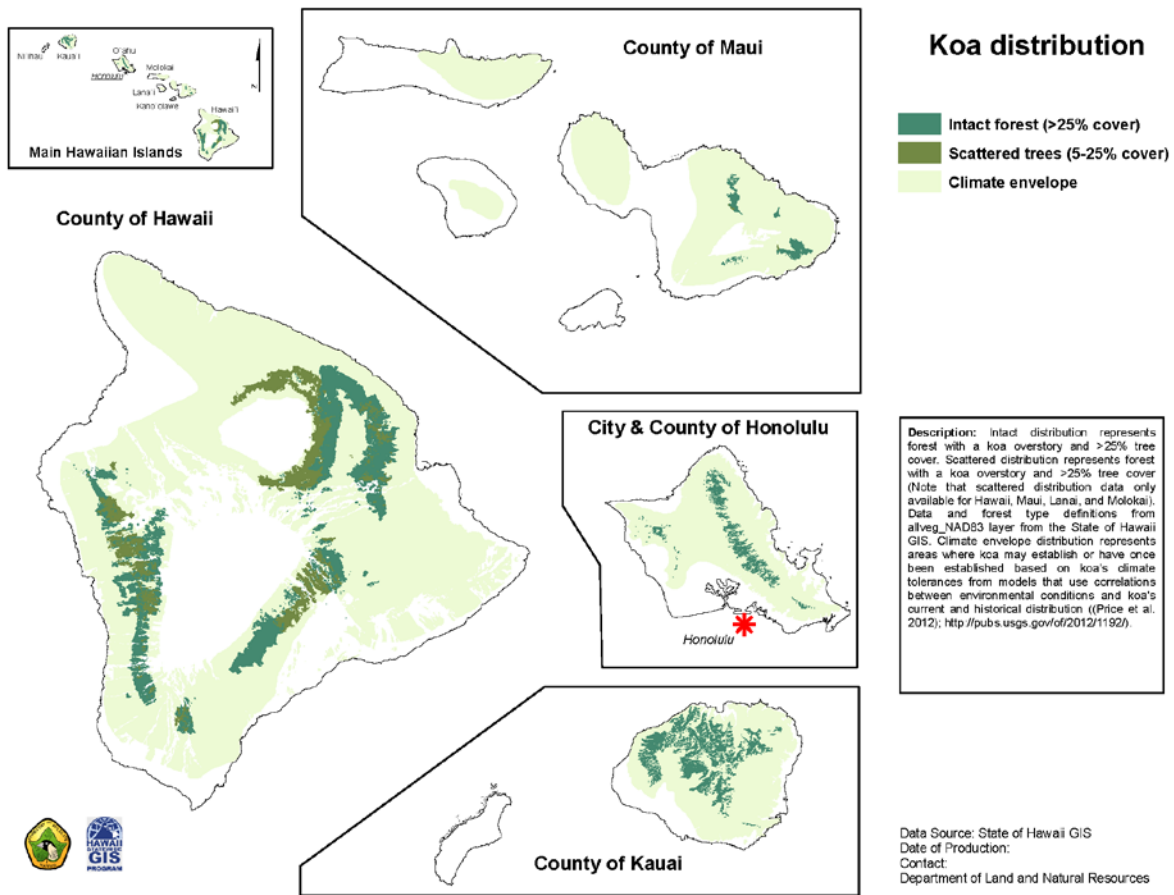 Koa distribution
Intact forest (>25% cover)
Scattered trees (5-25% cover)
Climate envelope
Kauai
O'ahu
HONOLULU
Molokai
Lana'i
Hawai'i
Main Hawaiian Islands
County of Maui
County of Hawaii
City & County of Honolulu
Honolulu
County of Kauai
Description: Intact distribution represents
forest with a koa overstory and >25% tree
cover. Scattered distribution represents forest
with a koa overstory and >25% tree cover
(Note that scattered distribution data only
available for Hawaii, Maui, Lanai, and Molokai).
Data and forest type definitions from
allveg_NAD83 layer from the State of Hawaii
GIS. Climate envelope distribution represents
areas where koa may establish or have once
been established based on koa's climate
tolerances from models that use correlations
between environmental conditions and koa's
current and historical distribution ((Price et al.
2012); http://pubs.usgs.gov/of/2012/1192/).
HAWAII
STATEWIDE
GIS
PROGRAM
Data Source: State of Hawaii GIS
Date of Production:
Contact:
Department of Land and Natural Resources